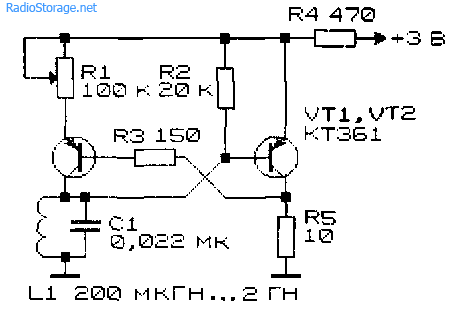 RadioStorage.net
R4 470
+3 В
R1
100 к
R2
20 к
VT1,VT2
КТ361
R3 150
C1
0,022 мк
R5
10
L1 200 мкГн...2 Гн